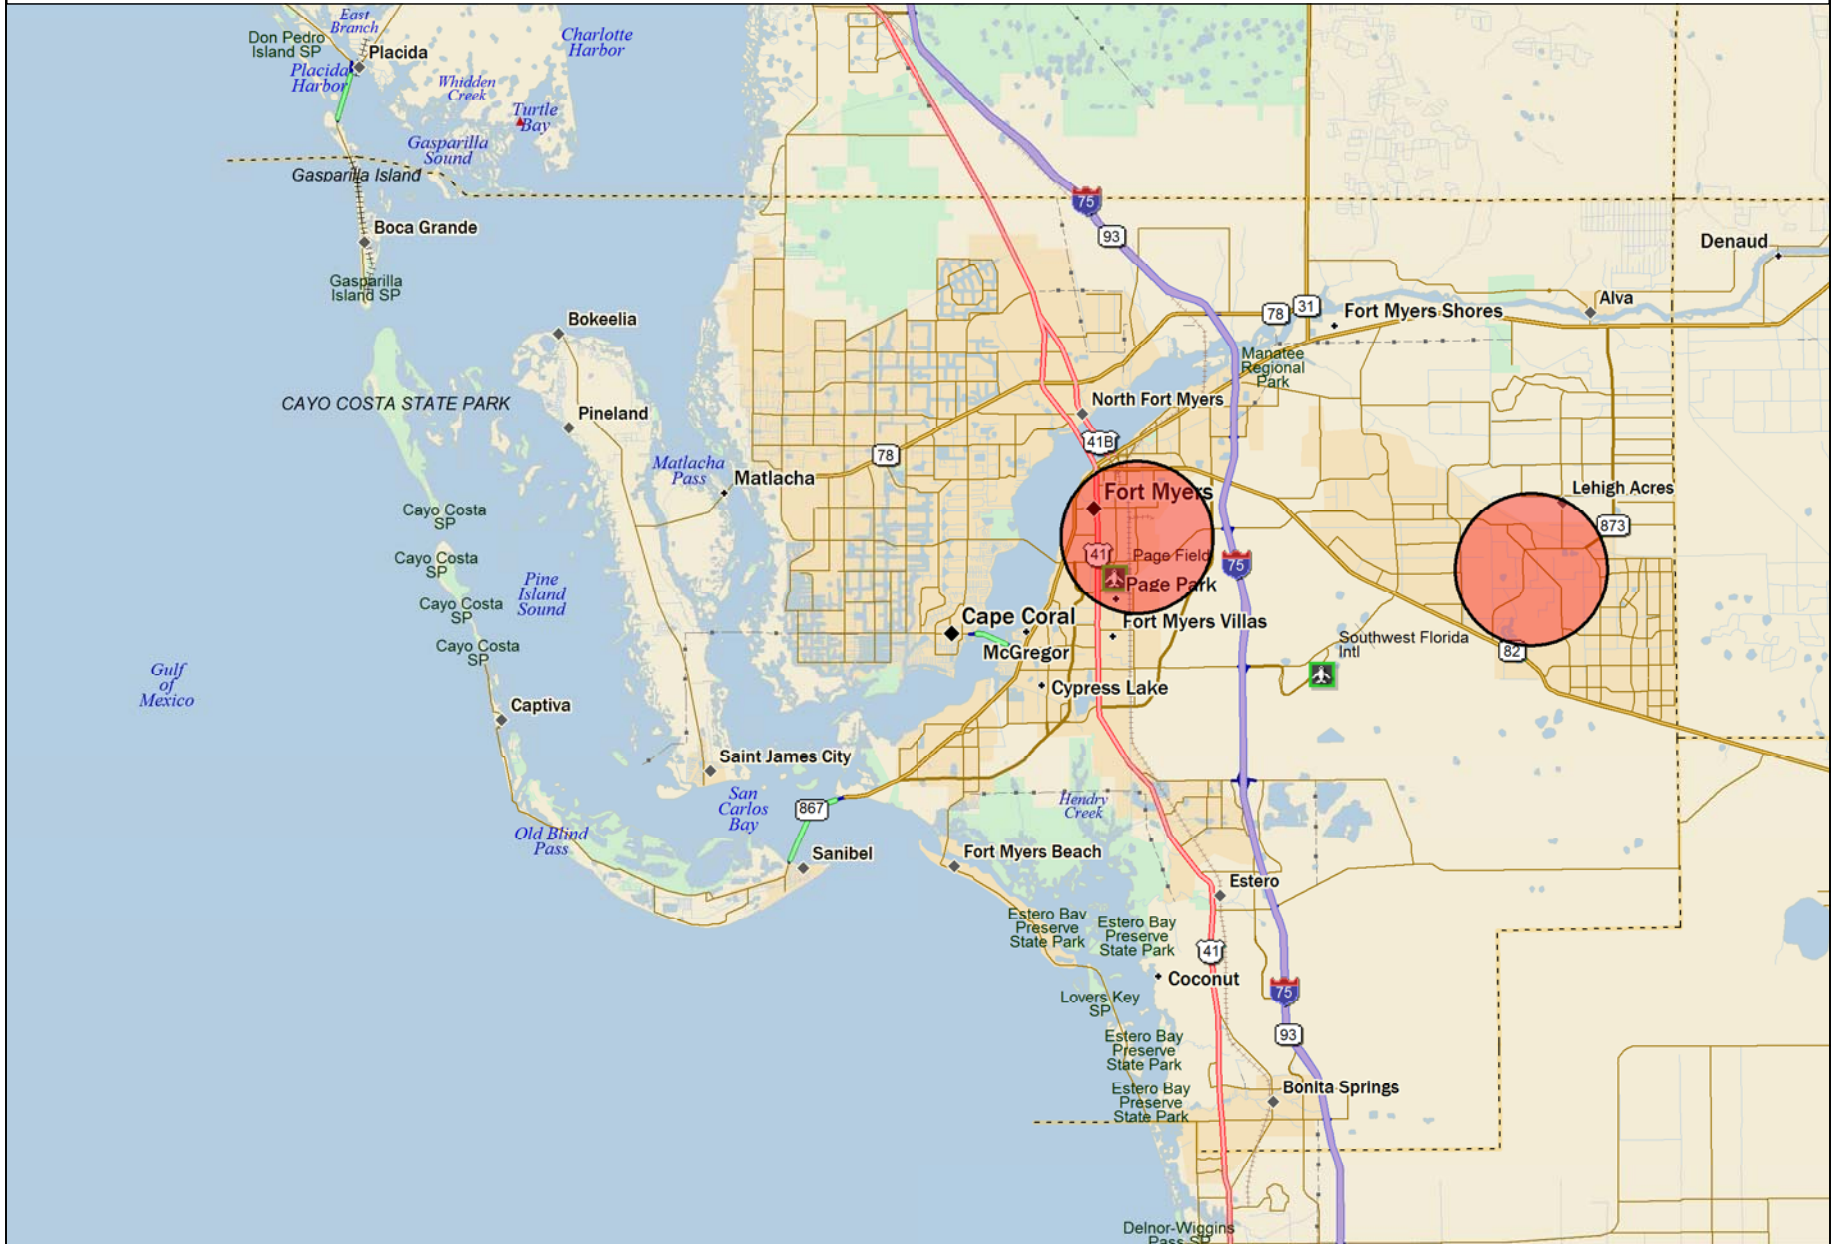 East
Branch
Don Pedro
Island SP
Placida
Charlotte
Harbor
Placida
Harbor
Whidden
Creek
Turtle
Bay
Gasparilla
Sound
Gasparilla Island
75
93
Boca Grande
Denaud
Gasparilla
Island SP
Alva
78
31
Fort Myers Shores
Bokeelia
Manatee
Regional
Park
CAYO COSTA STATE PARK
Pineland
North Fort Myers
41B
78
Matlacha
Pass
Matlacha
Fort Myers
Lehigh Acres
873
Cayo Costa
SP
41
Page Field
75
Page Park
Cayo Costa
SP
Pine
Island
Sound
Cayo Costa
SP
Cape Coral
Fort Myers Villas
Cayo Costa
SP
McGregor
Southwest Florida
Intl
82
Gulf
of
Mexico
Cypress Lake
Captiva
Saint James City
San
Carlos
Bay
867
Hendry
Creek
Old Blind
Pass
Sanibel
Fort Myers Beach
Estero
Estero Bay
Preserve
State Park
Estero Bay
Preserve
State Park
41
Coconut
75
Lovers Key
SP
93
Estero Bay
Preserve
State Park
Bonita Springs
Estero Bay
Preserve
State Park
Delnor-Wiggins
Pass SP